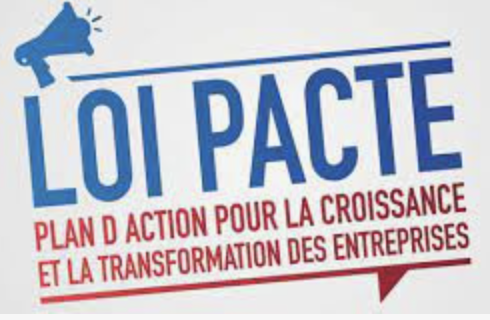 LOI PACTE
PLAN D ACTION POUR LA CROISSANCE
ET LA TRANSFORMATION DES ENTREPRISES